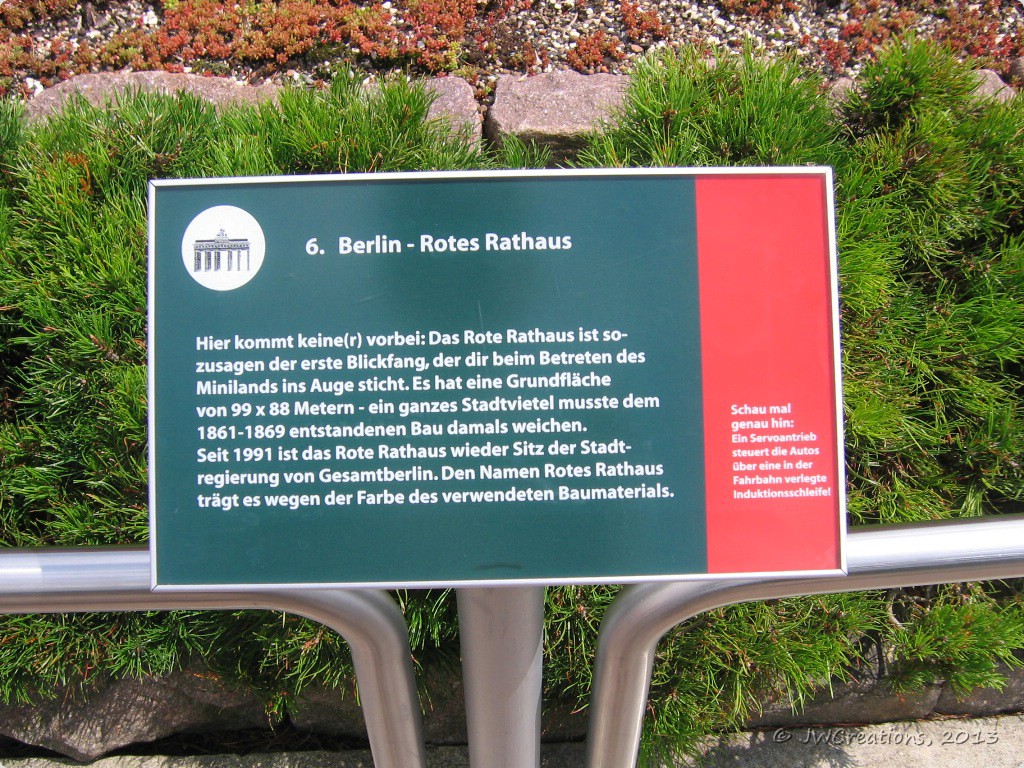 6. Berlin - Rotes Rathaus
Hier kommt keine(r) vorbei: Das Rote Rathaus ist so-
zusagen der erste Blickfang, der dir beim Betreten des
Minilands ins Auge sticht. Es hat eine Grundfläche
von 99 x 88 Metern - ein ganzes Stadtvietel musste dem
1861-1869 entstandenen Bau damals weichen.
Seit 1991 ist das Rote Rathaus wieder Sitz der Stadt-
regierung von Gesamtberlin. Den Namen Rotes Rathaus
trägt es wegen der Farbe des verwendeten Baumaterials.
Schau mal
genau hin:
Ein Servoantrieb
steuert die Autos
über eine in der
Fahrbahn verlegte
Induktionsschleife!
© JWCreations, 2013